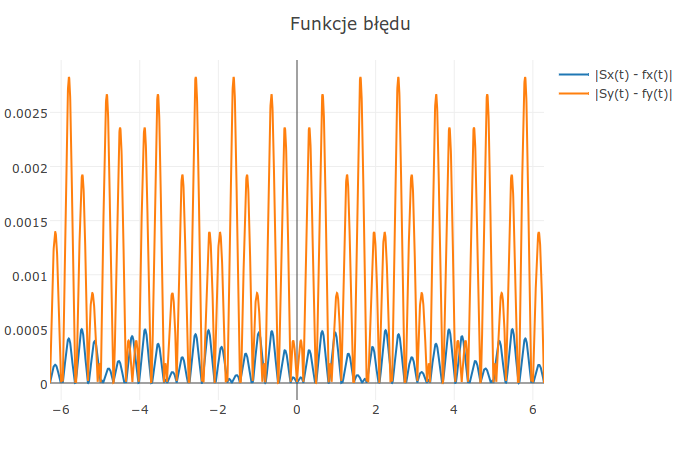 Funkcje błędu
|Sx(t) - fx(t)|
|Sy(t) - fy(t)|
0.0025
0.002
0.0015
0.001
0.0005
0
−6 −4 −2 0 2 4 6